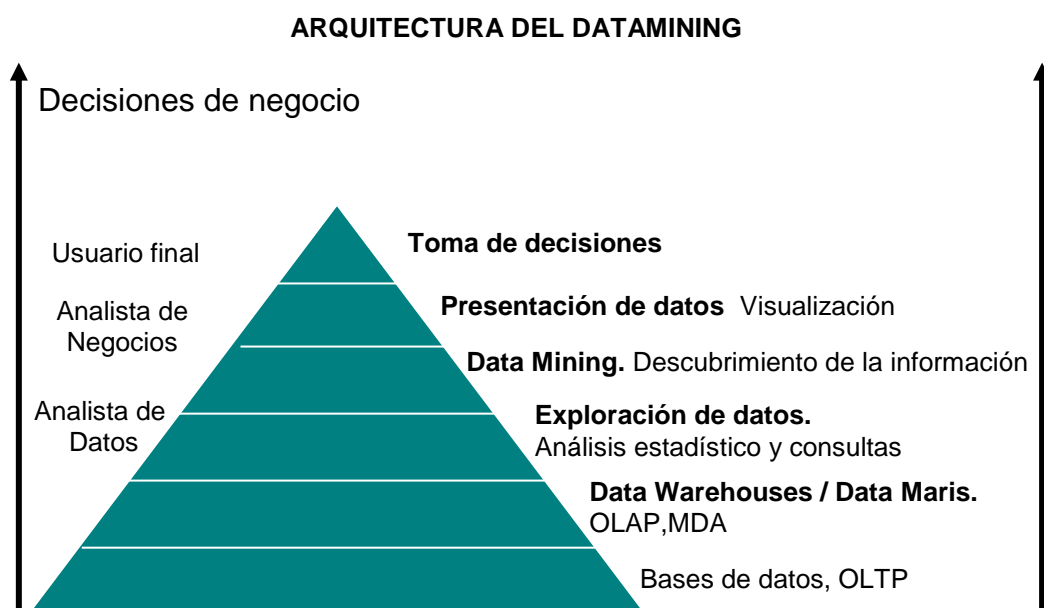 ARQUITECTURA DEL DATAMINING
Decisiones de negocio
Usuario final
Toma de decisiones
Analista de
Negocios
Presentación de datos Visualización
Data Mining. Descubrimiento de la información
Analista de
Datos
Exploración de datos.
Análisis estadístico y consultas
Data Warehouses / Data Maris.
OLAP,MDA
Bases de datos, OLTP